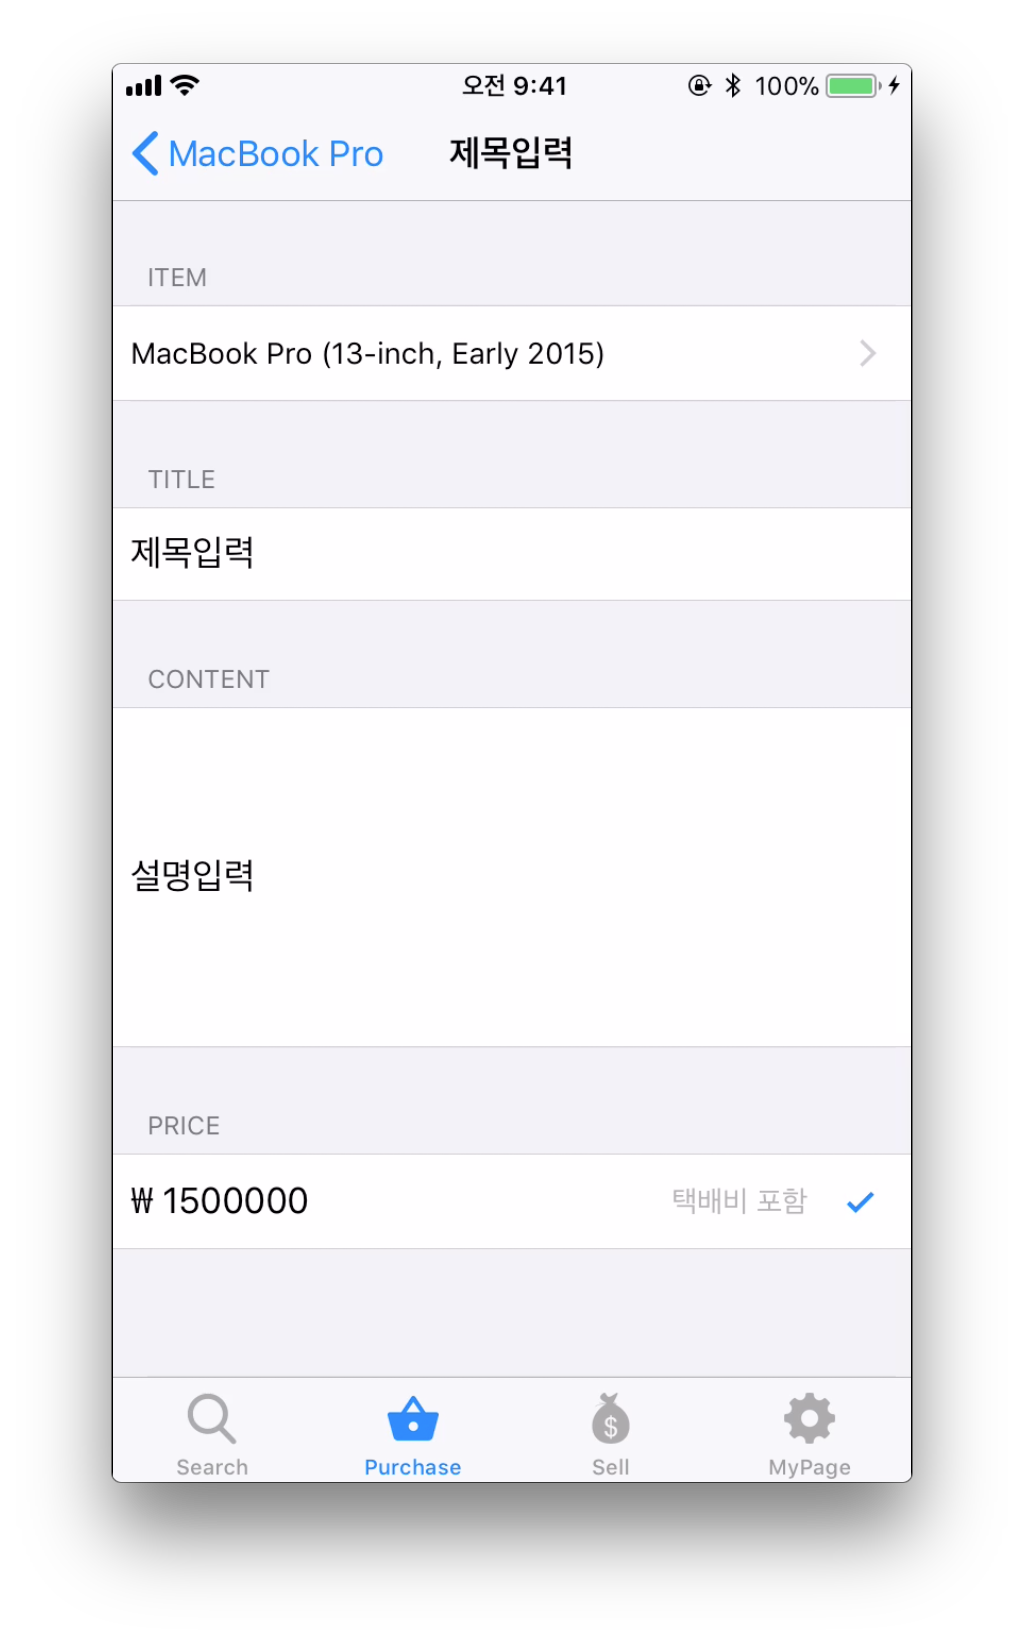 오전 9:41 100%
MacBook Pro 제목입력
ITEM
MacBook Pro (13-inch, Early 2015)
TITLE
제목입력
CONTENT
설명입력
PRICE
₩ 1500000 택배비 포함
Search Purchase Sell MyPage